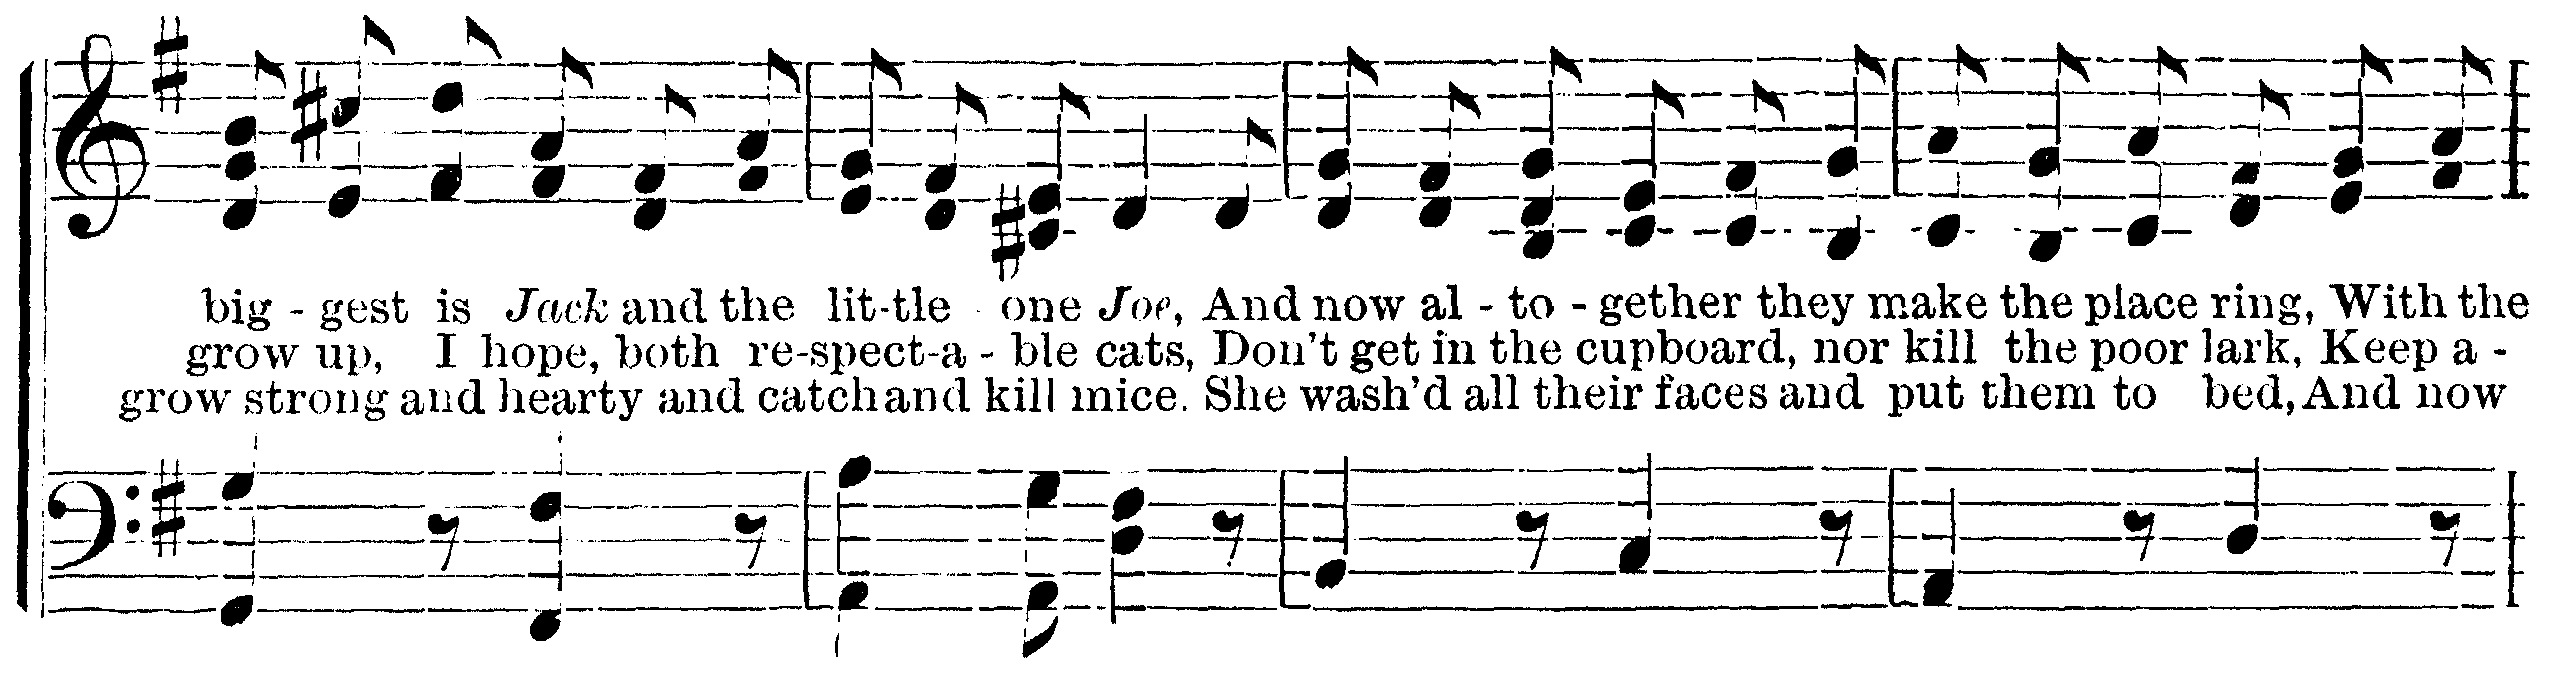 big - gest is Jack and the lit-tle one Joe, And now al - to - gether they make the place ring, With the
grow up, I hope, both re-spect-a - ble cats, Don't get in the cupboard, nor kill the poor lark, Keep a -
grow strong and hearty and catch and kill mice. She wash'd all their faces and put them to bed, And now